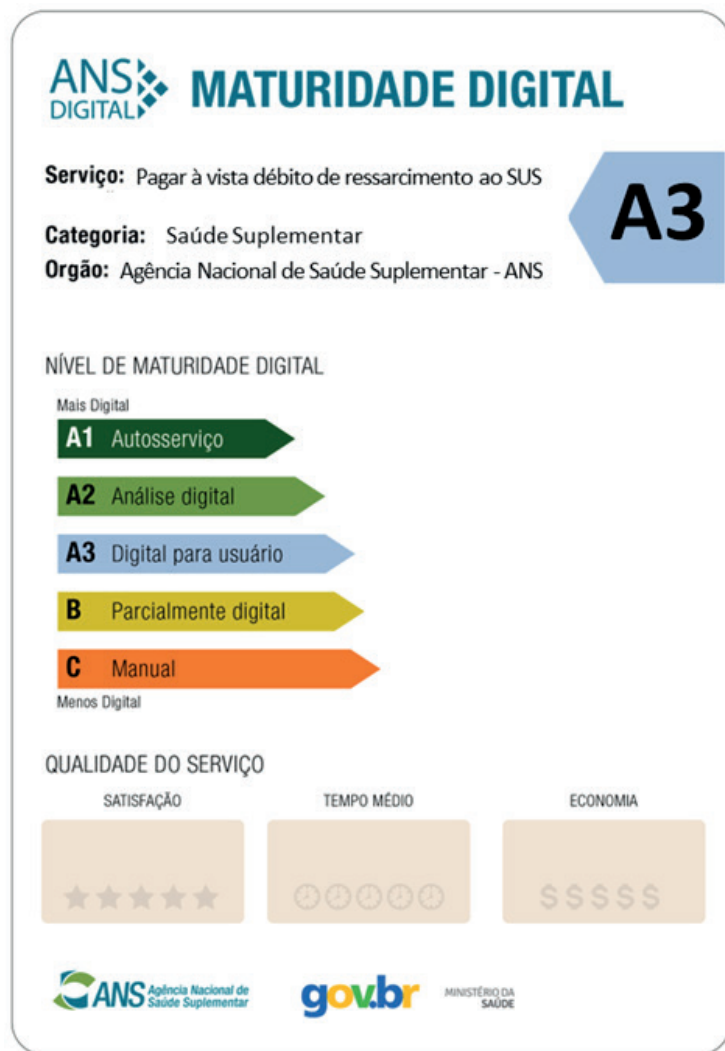 ANS
DIGITAL
MATURIDADE DIGITAL
Serviço: Pagar à vista débito de ressarcimento ao SUS
A3
Categoria: Saúde Suplementar
Orgão: Agência Nacional de Saúde Suplementar - ANS
NÍVEL DE MATURIDADE DIGITAL
Mais Digital
A1 Autosserviço
A2 Análise digital
A3 Digital para usuário
B Parcialmente digital
C Manual
Menos Digital
QUALIDADE DO SERVIÇO
SATISFAÇÃO TEMPO MÉDIO ECONOMIA
$$$$$
ANS Agência Nacional de
Saúde Suplementar
gov.br
MINISTÉRIO DA
SAÚDE